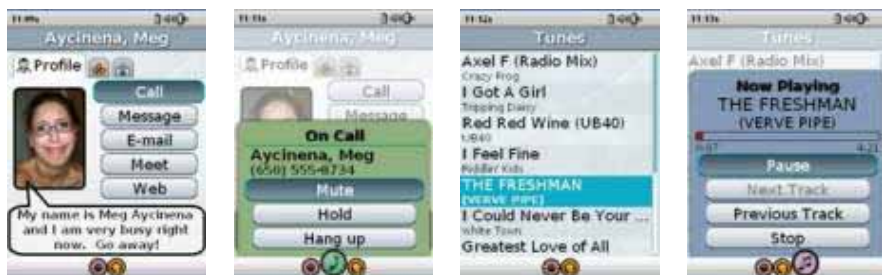 Aycinena, Meg
Profile
Call
Message
E-mail
Meet
Web
My name is Meg Aycinena
and I am very busy right
now. Go away!
Aycinena, Meg
Profile
Call
Message
On Call
Aycinena, Meg
(650) 555-8734
Mute
Hold
Hang up
Tunes
Axel F (Radio Mix)
Crazy Frog
I Got A Girl
Tripping Daisy
Red Red Wine (UB40)
UB40
I Feel Fine
THE FRESHMAN
(VERVE PIPE)
I Could Never Be Your ...
White Town
Greatest Love of All
Tunes
Axel F (Radio Mix)
Now Playing
THE FRESHMAN
(VERVE PIPE)
0:07 4:21
Pause
Next Track
Previous Track
Stop